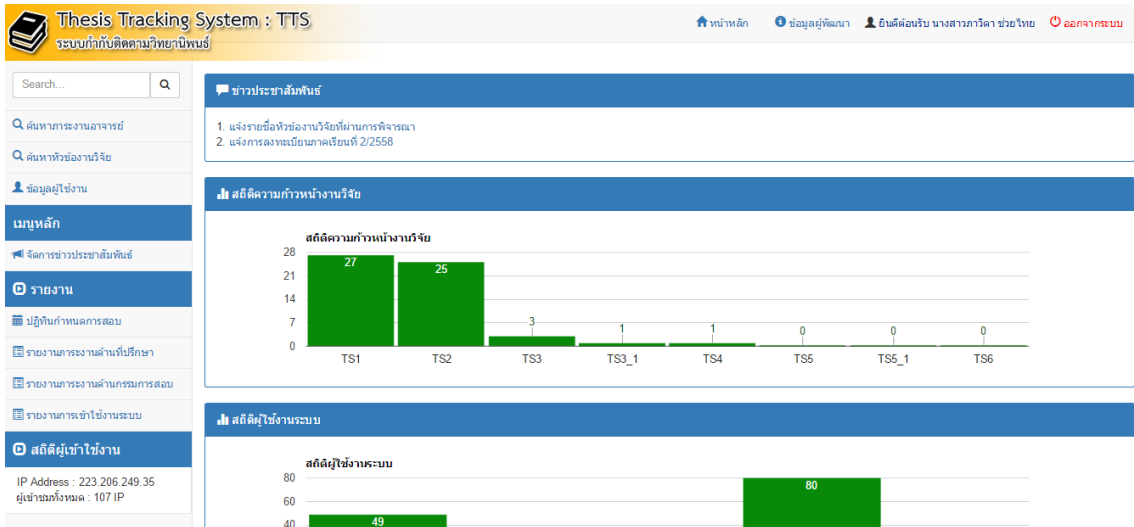 Thesis Tracking System : TTS
ระบบกำกับติดตามวิทยานิพนธ์
หน้าหลัก
ข้อมูลผู้พัฒนา
ยินดีต้อนรับ นางสาวภาวิดา ช่วยไทย
ออกจากระบบ
Search...
ค้นหาภาระงานอาจารย์
ค้นหาหัวข้องานวิจัย
ข้อมูลผู้ใช้งาน
เมนูหลัก
จัดการข่าวประชาสัมพันธ์
รายงาน
ปฏิทินกำหนดการสอบ
รายงานภาระงานด้านที่ปรึกษา
รายงานภาระงานด้านกรรมการสอบ
รายงานการเข้าใช้งานระบบ
สถิติผู้เข้าใช้งาน
IP Address : 223.206.249.35
ผู้เข้าชมทั้งหมด : 107 IP
ข่าวประชาสัมพันธ์
1. แจ้งรายชื่อหัวข้องานวิจัยที่ผ่านการพิจารณา
2. แจ้งการลงทะเบียนภาคเรียนที่ 2/2558
สถิติความก้าวหน้างานวิจัย
สถิติความก้าวหน้างานวิจัย
28
21
14
7
0
27
25
3
1
1
0
0
0
TS1
TS2
TS3
TS3_1
TS4
TS5
TS5_1
TS6
สถิติผู้ใช้งานระบบ
สถิติผู้ใช้งานระบบ
80
60
40
49
80